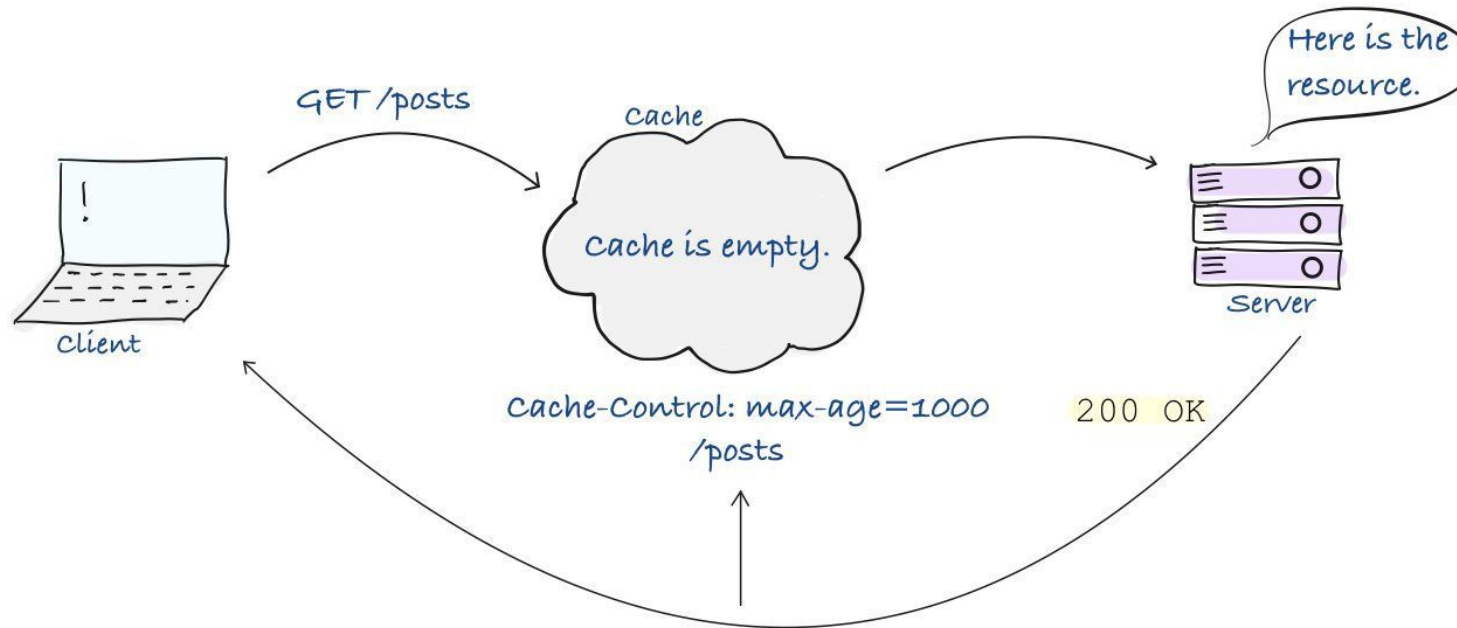 Here is the
resource.
GET /posts
Cache
!
Cache is empty.
Server
Client
Cache-Control: max-age=1000
200 OK
/posts